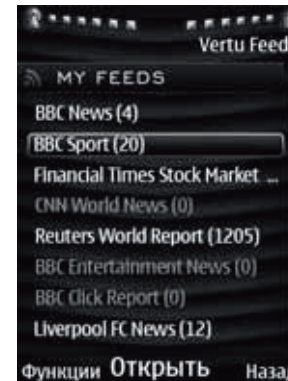 Vertu Feed
MY FEEDS
BBC News (4)
BBC Sport (20)
Financial Times Stock Market ...
CNN World News (0)
Reuters World Report (1205)
BBC Entertainment News (0)
BBC Click Report (0)
Liverpool FC News (12)
Функции Открыть Наза